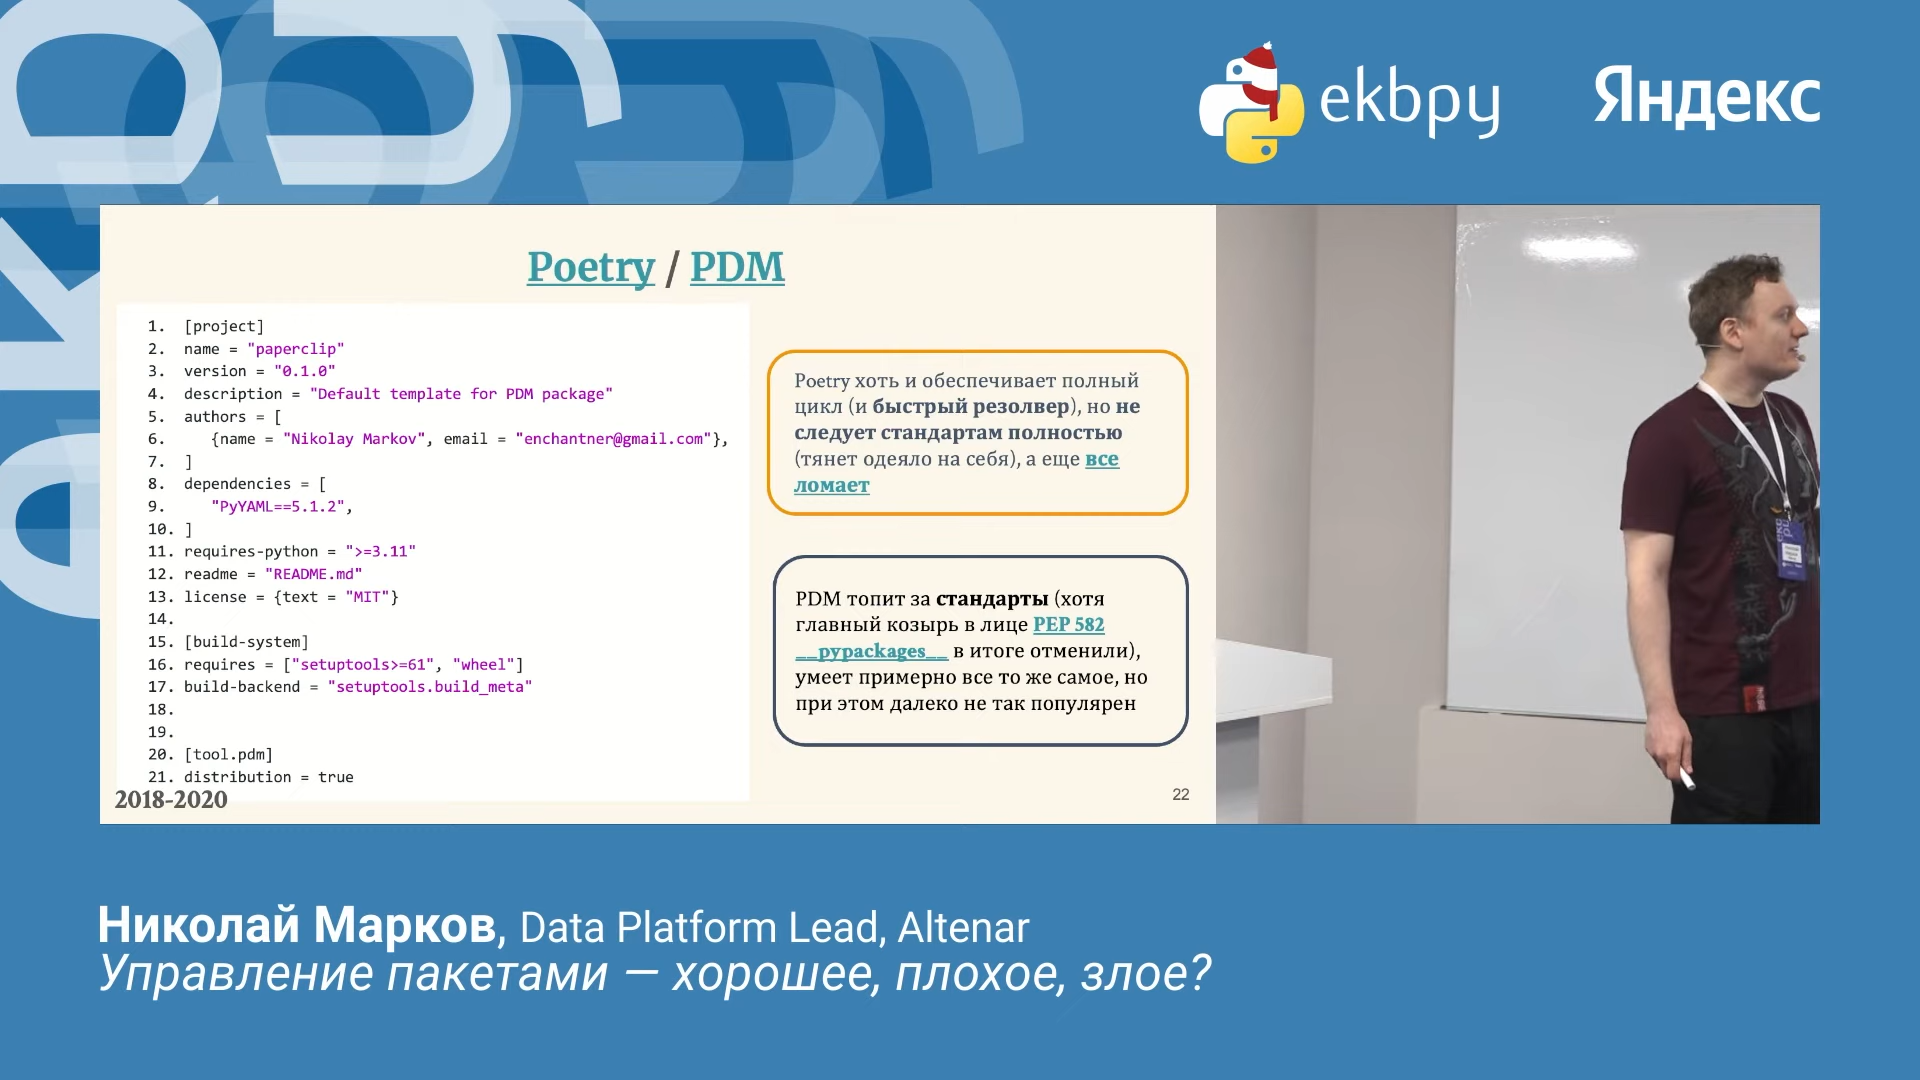 ekbpy
Яндекс
Poetry / PDM
1. [project]
2. name = "paperclip"
3. version = "0.1.0"
4. description = "Default template for PDM package"
5. authors = [
6. {name = "Nikolay Markov", email = "enchantner@gmail.com"},
7. ]
8. dependencies = [
9. "PyYAML==5.1.2",
10. ]
11. requires-python = ">=3.11"
12. readme = "README.md"
13. license = {text = "MIT"}
14.
15. [build-system]
16. requires = ["setuptools>=61", "wheel"]
17. build-backend = "setuptools.build_meta"
18.
19.
20. [tool.pdm]
21. distribution = true
2018-2020
Poetry хоть и обеспечивает полный
цикл (и быстрый резолвер), но не
следует стандартам полностью
(тянет одеяло на себя), а еще все
ломает
PDM топит за стандарты (хотя
главный козырь в лице PEP 582
__pypackages__ в итоге отменили),
умеет примерно все то же самое, но
при этом далеко не так популярен
22
Николай Марков, Data Platform Lead, Altenar
Управление пакетами — хорошее, плохое, злое?